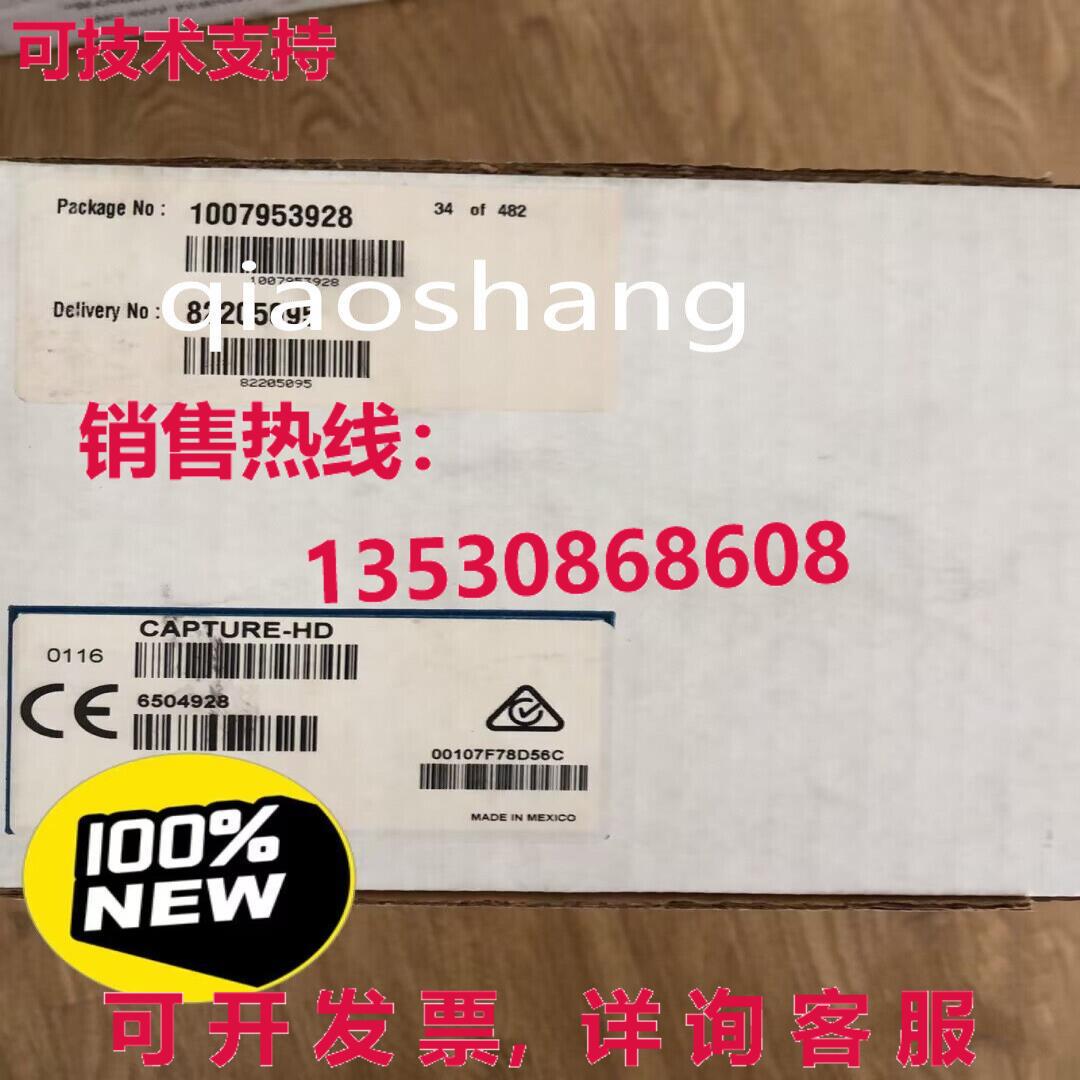 可技术支持
Package No : 1007953928 34 of 482
1007953928
qiaoshang
Delivery No : 82205095
82205095
销售热线：
13530868608
CAPTURE-HD
0116
CE
6504928
00107F78D56C
MADE IN MEXICO
100%
NEW
可开发票, 详询客服